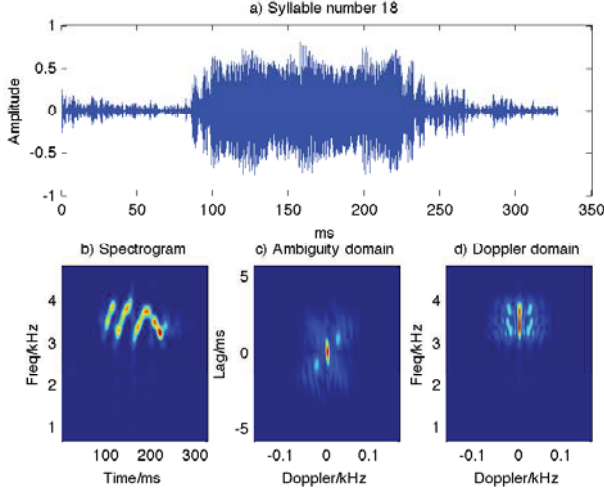 a) Syllable number 18
Amplitude
1
0.5
0
-0.5
-1
0 50 100 150 200 250 300 350
ms
b) Spectrogram
Freq/kHz
4
3
2
1
100 200 300
Time/ms
c) Ambiguity domain
Lag/ms
5
0
-5
-0.1 0 0.1
Doppler/kHz
d) Doppler domain
Freq/kHz
4
3
2
1
-0.1 0 0.1
Doppler/kHz